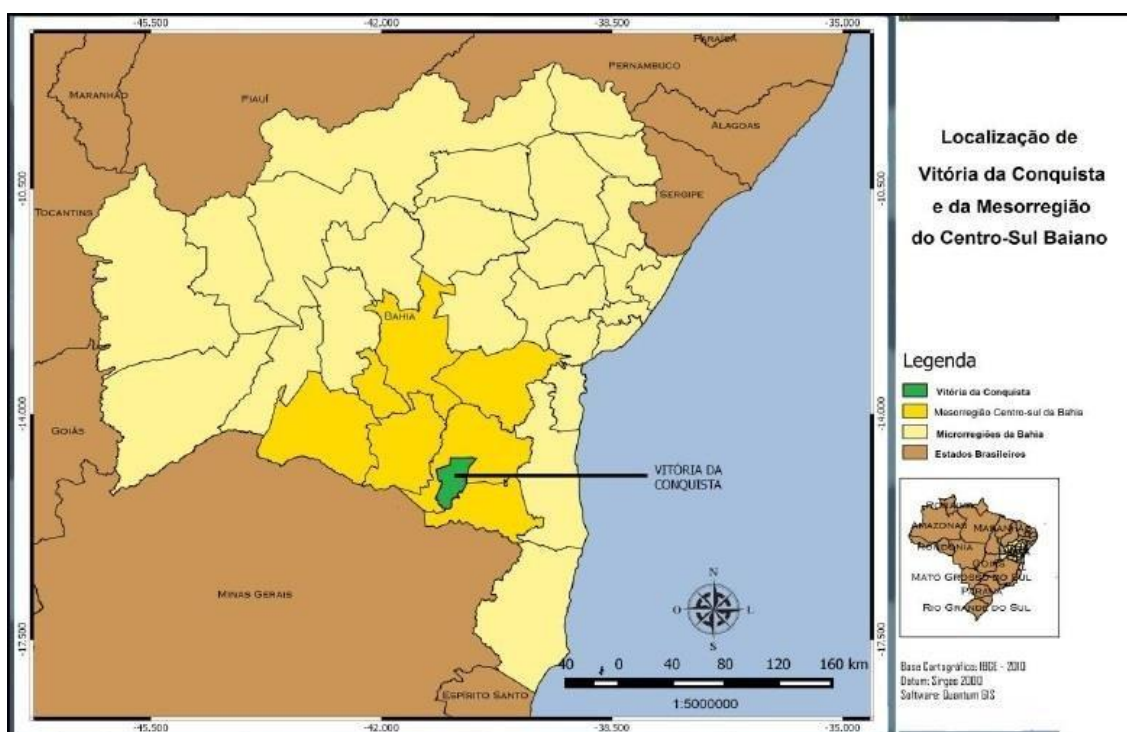 -45.500
-42.000
-38.500
-35.000
PARAÍBA
PERNAMBUCO
MARANHÃO
PIAUÍ
ALAGOAS
-10.500
-10.500
SERGIPE
TOCANTINS
BAHIA
-14.000
-14.000
GOIÁS
VITÓRIA DA
CONQUISTA
MINAS GERAIS
N
O
L
S
-17.500
-17.500
40 0 40 80 120 160 km
ESPÍRITO SANTO
1:5000000
-45.500
-42.000
-38.500
-35.000
Localização de
Vitória da Conquista
e da Mesorregião
do Centro-Sul Baiano
Legenda
Vitória da Conquista
Mesorregião Centro-sul da Bahia
Microrregiões da Bahia
Estados Brasileiros
AMAZONAS
RONDÔNIA
GOIÁS
MATO GROSSO DO SUL
PARANÁ
RIO GRANDE DO SUL
Base Cartográfica: IBGE - 2010
Datum: Sirgas 2000
Software: Quantum GIS